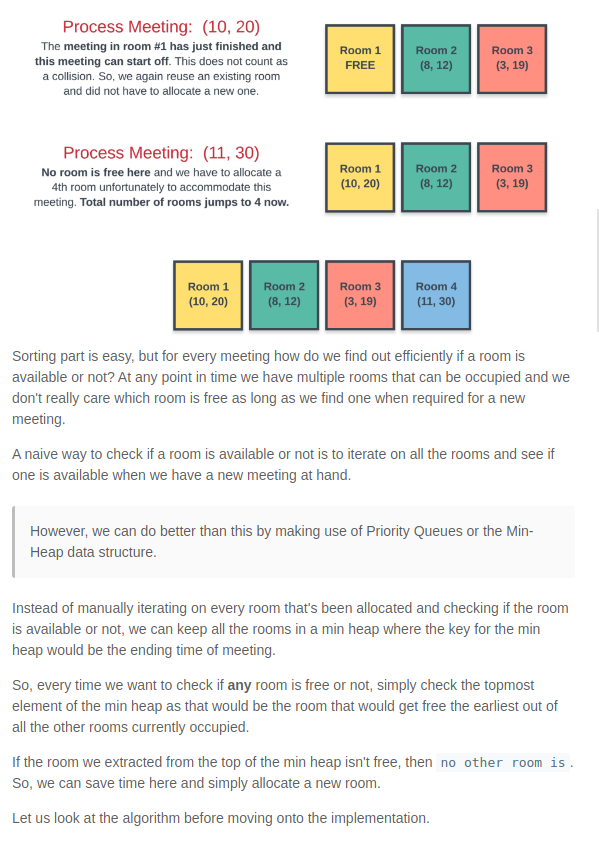 Process Meeting:  (10, 20)
The meeting in room #1 has just finished and
this meeting can start off. This does not count as
a collision. So, we again reuse an existing room
and did not have to allocate a new one.
Room 1
FREE
Room 2
(8, 12)
Room 3
(3, 19)
Process Meeting:  (11, 30)
No room is free here and we have to allocate a
4th room unfortunately to accommodate this
meeting. Total number of rooms jumps to 4 now.
Room 1
(10, 20)
Room 2
(8, 12)
Room 3
(3, 19)
Room 1
(10, 20)
Room 2
(8, 12)
Room 3
(3, 19)
Room 4
(11, 30)
Sorting part is easy, but for every meeting how do we find out efficiently if a room is
available or not? At any point in time we have multiple rooms that can be occupied and we
don't really care which room is free as long as we find one when required for a new
meeting.
A naive way to check if a room is available or not is to iterate on all the rooms and see if
one is available when we have a new meeting at hand.
However, we can do better than this by making use of Priority Queues or the Min-
Heap data structure.
Instead of manually iterating on every room that's been allocated and checking if the room
is available or not, we can keep all the rooms in a min heap where the key for the min
heap would be the ending time of meeting.
So, every time we want to check if any room is free or not, simply check the topmost
element of the min heap as that would be the room that would get free the earliest out of
all the other rooms currently occupied.
If the room we extracted from the top of the min heap isn't free, then no other room is.
So, we can save time here and simply allocate a new room.
Let us look at the algorithm before moving onto the implementation.